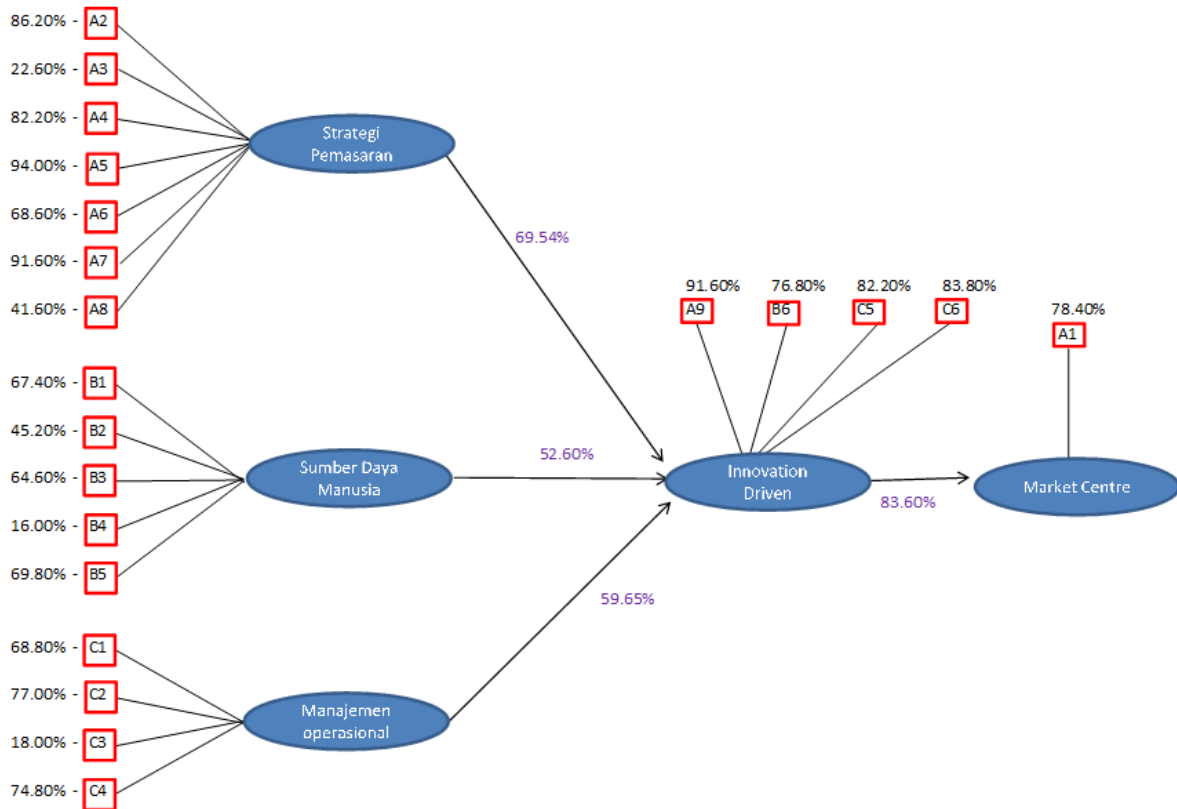 86.20% - A2
22.60% - A3
82.20% - A4
94.00% - A5
68.60% - A6
91.60% - A7
41.60% - A8
Strategi
Pemasaran
69.54%
67.40% - B1
45.20% - B2
64.60% - B3
16.00% - B4
69.80% - B5
Sumber Daya
Manusia
52.60%
68.80% - C1
77.00% - C2
18.00% - C3
74.80% - C4
Manajemen
operasional
59.65%
91.60% 76.80% 82.20% 83.80%
A9 B6 C5 C6
Innovation
Driven
83.60%
78.40%
A1
Market Centre